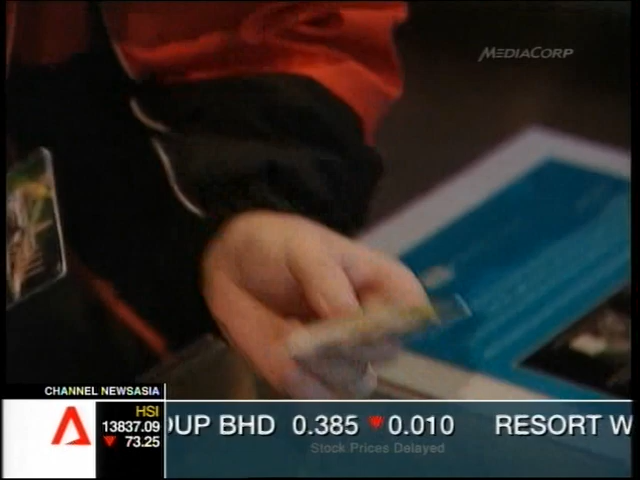 MEDIACORP
CHANNEL NEWSASIA
HSI
13837.09
73.25
OUP BHD 0.385 0.010 RESORT W
Stock Prices Delayed